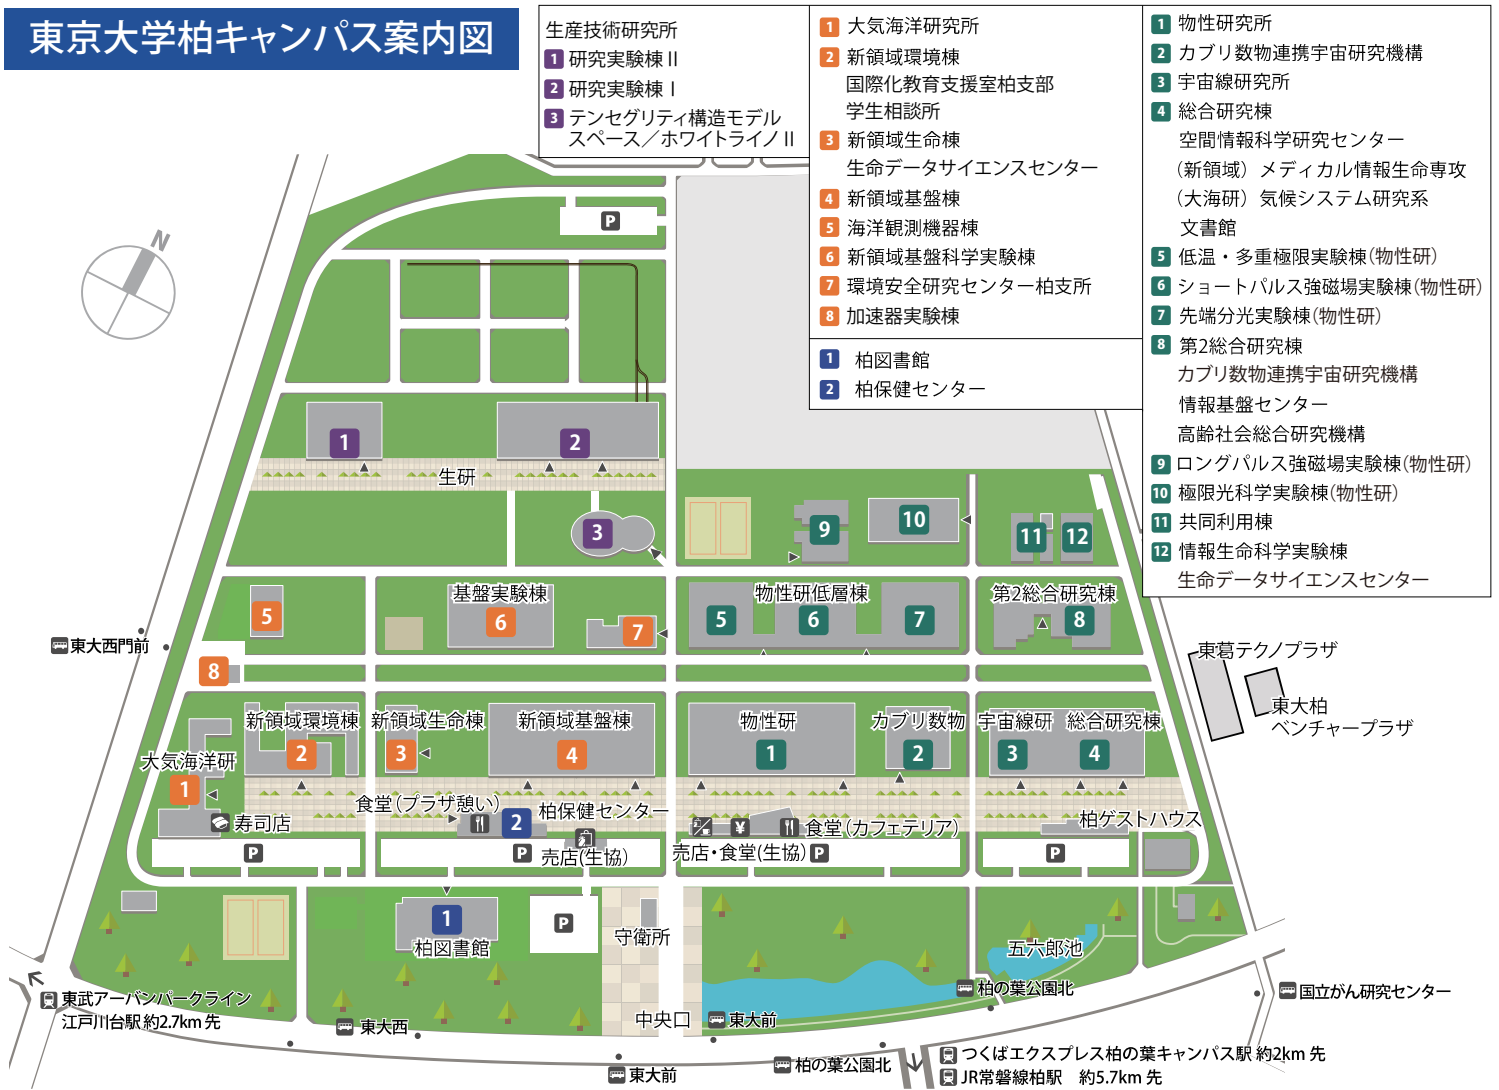 東京大学柏キャンパス案内図
生産技術研究所
1 研究実験棟Ⅱ
2 研究実験棟Ⅰ
3 テンセグリティ構造モデル
スペース／ホワイトライノⅡ
1 大気海洋研究所
2 新領域環境棟
国際化教育支援室柏支部
学生相談所
3 新領域生命棟
生命データサイエンスセンター
4 新領域基盤棟
5 海洋観測機器棟
6 新領域基盤科学実験棟
7 環境安全研究センター柏支所
8 加速器実験棟
1 柏図書館
2 柏保健センター
1 物性研究所
2 カブリ数物連携宇宙研究機構
3 宇宙線研究所
4 総合研究棟
空間情報科学研究センター
（新領域）メディカル情報生命専攻
（大海研）気候システム研究系
文書館
5 低温・多重極限実験棟(物性研)
6 ショートパルス強磁場実験棟(物性研)
7 先端分光実験棟(物性研)
8 第2総合研究棟
カブリ数物連携宇宙研究機構
情報基盤センター
高齢社会総合研究機構
9 ロングパルス強磁場実験棟(物性研)
10 極限光科学実験棟(物性研)
11 共同利用棟
12 情報生命科学実験棟
生命データサイエンスセンター
N
P
1
2
生研
3
9
10
11
12
5
基盤実験棟
6
7
物性研低層棟
5
6
7
第2総合研究棟
8
東大西門前
8
東葛テクノプラザ
東大柏
ベンチャープラザ
新領域環境棟
2
新領域生命棟
3
新領域基盤棟
4
物性研
1
カブリ数物
2
宇宙線研
3
総合研究棟
4
大気海洋研
1
寿司店
食堂（プラザ憩い）
2
柏保健センター
売店(生協)
¥
食堂（カフェテリア）
売店・食堂(生協)
柏ゲストハウス
P
P
P
P
1
柏図書館
P
守衛所
五六郎池
東武アーバンパークライン
江戸川台駅 約2.7km 先
東大西
中央口
東大前
柏の葉公園北
国立がん研究センター
東大前
柏の葉公園北
つくばエクスプレス柏の葉キャンパス駅 約2km 先
JR常磐線柏駅 約5.7km 先